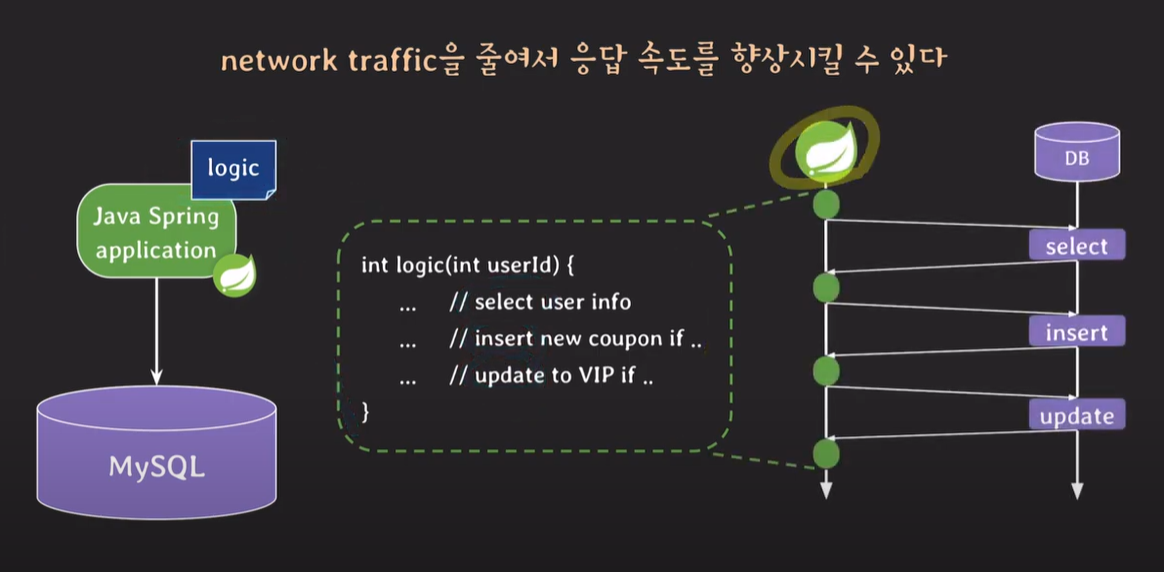 network traffic을 줄여서 응답 속도를 향상시킬 수 있다
logic
Java Spring
application
MySQL
int logic(int userId) {
... // select user info
... // insert new coupon if ..
... // update to VIP if ..
}
DB
select
insert
update